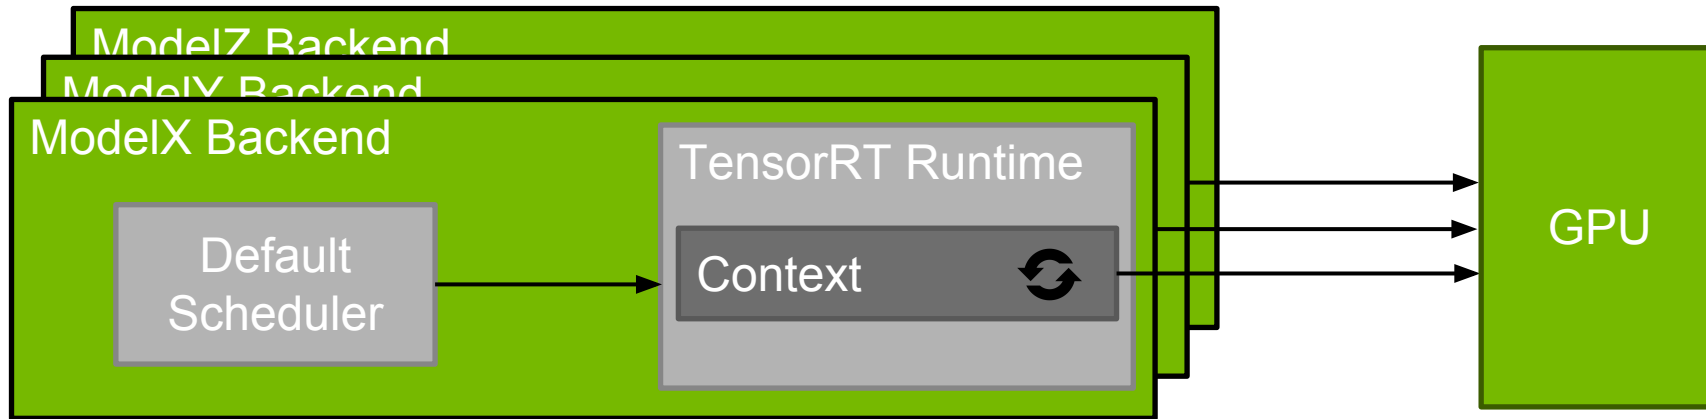 ModelZ Backend
ModelY Backend
ModelX Backend
TensorRT Runtime
Default
Scheduler
Context
GPU